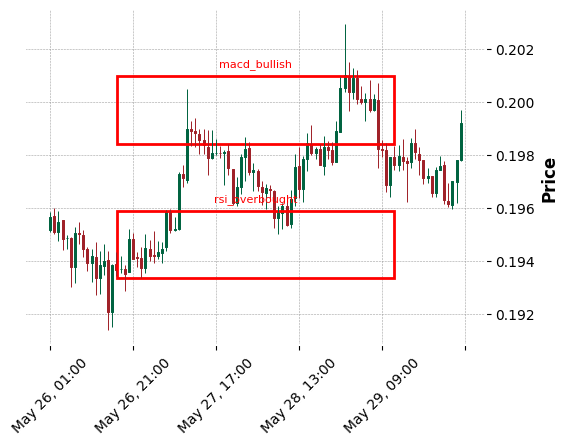 macd_bullish
rsi_overbought
0.202
0.200
0.198
0.196
0.194
0.192
Price
May 26, 01:00
May 26, 21:00
May 27, 17:00
May 28, 13:00
May 29, 09:00